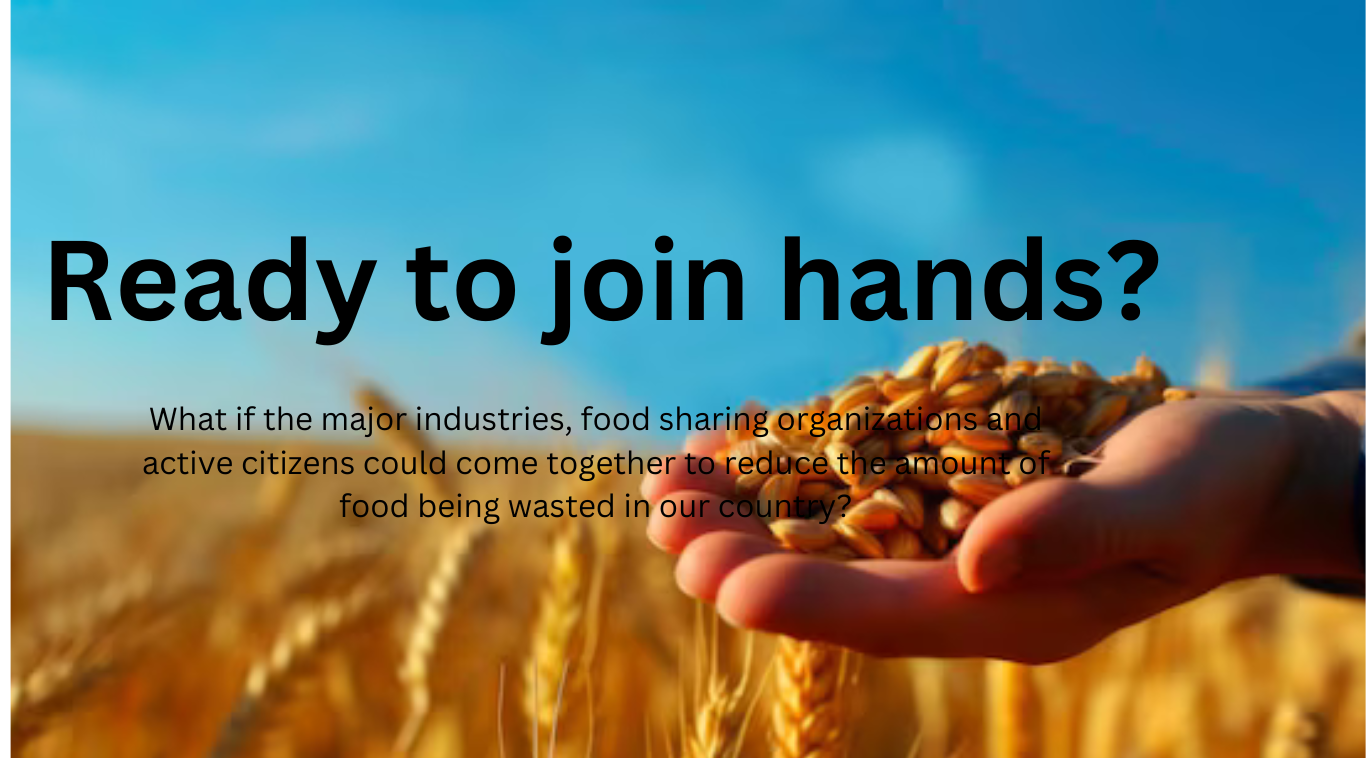 Ready to join hands?
What if the major industries, food sharing organizations and
active citizens could come together to reduce the amount of
food being wasted in our country?